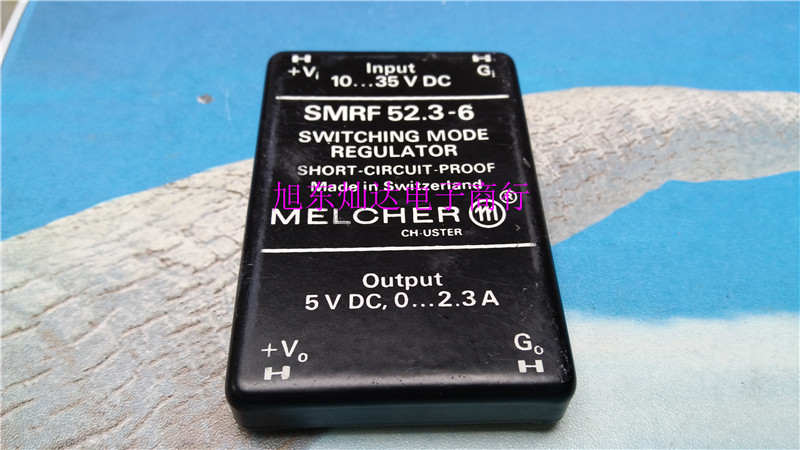 +Vi Input Gi
10...35 V DC
SMRF 52.3-6
SWITCHING MODE
REGULATOR
SHORT-CIRCUIT-PROOF
Made in Switzerland
旭东灿达电子商行
MELCHER m®
CH-USTER
Output
5 V DC, 0...2.3 A
+Vo Go